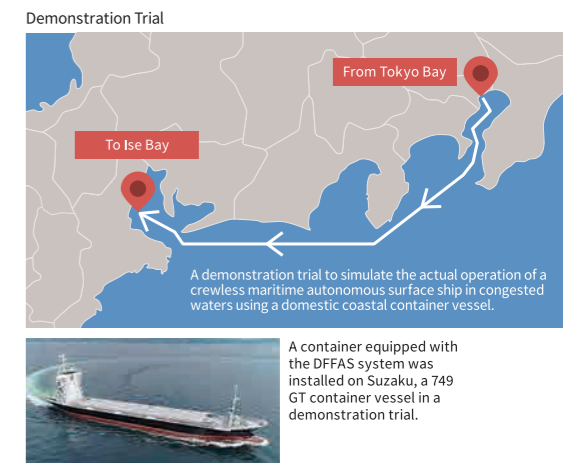 Demonstration Trial
From Tokyo Bay
To Ise Bay
A demonstration trial to simulate the actual operation of a
crewless maritime autonomous surface ship in congested
waters using a domestic coastal container vessel.
A container equipped with
the DFFAS system was
installed on Suzaku, a 749
GT container vessel in a
demonstration trial.